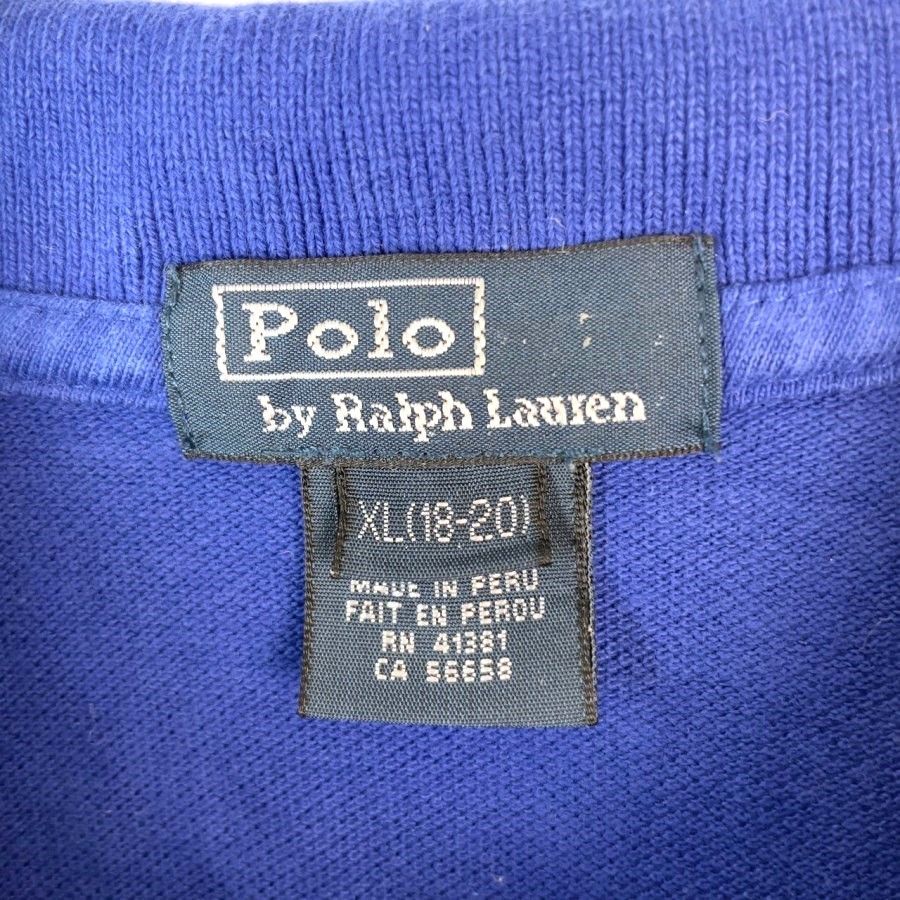 Polo
by Ralph Lauren
XL(18-20)
MADE IN PERU
FAIT EN PEROU
RN 41381
CA 56658